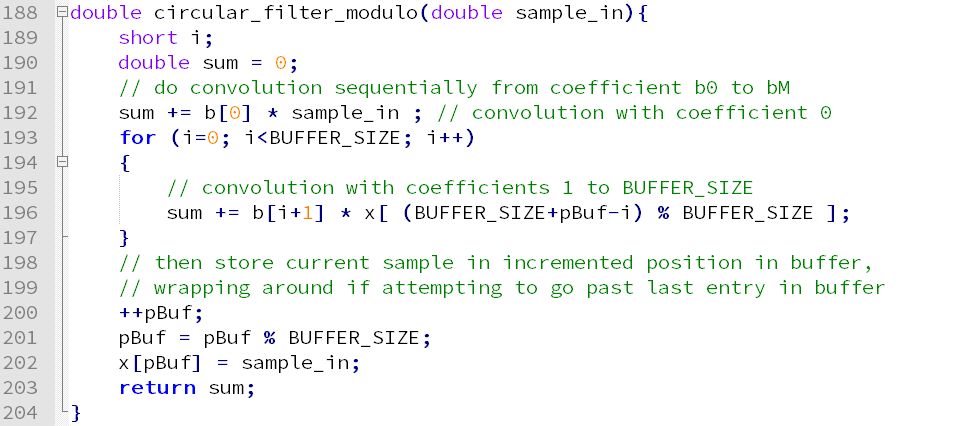 188 double circular_filter_modulo(double sample_in){
189 short i;
190 double sum = 0;
191 // do convolution sequentially from coefficient b0 to bM
192 sum += b[0] * sample_in ; // convolution with coefficient 0
193 for (i=0; i<BUFFER_SIZE; i++)
194 {
195 // convolution with coefficients 1 to BUFFER_SIZE
196 sum += b[i+1] * x[ (BUFFER_SIZE+pBuf-i) % BUFFER_SIZE ];
197 }
198 // then store current sample in incremented position in buffer,
199 // wrapping around if attempting to go past last entry in buffer
200 ++pBuf;
201 pBuf = pBuf % BUFFER_SIZE;
202 x[pBuf] = sample_in;
203 return sum;
204 }